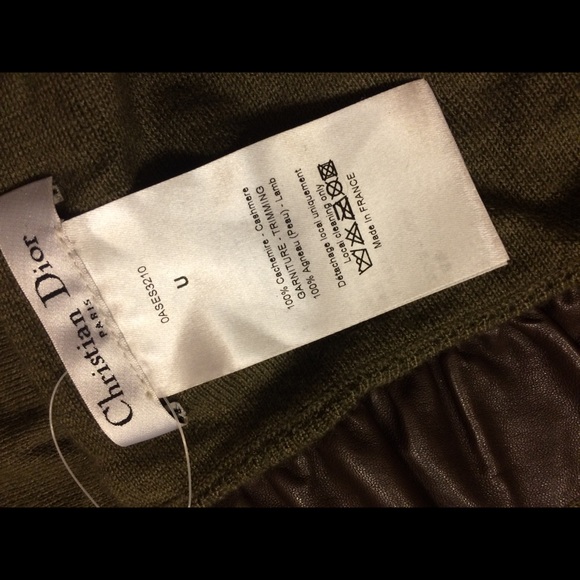 Christian Dior
PARIS
0ASES3210
U
100% Cachemire - Cashmere
GARNITURE - TRIMMING
100% Agneau (Peau) - Lamb
Détachage local uniquement
Local cleaning only
Made in FRANCE